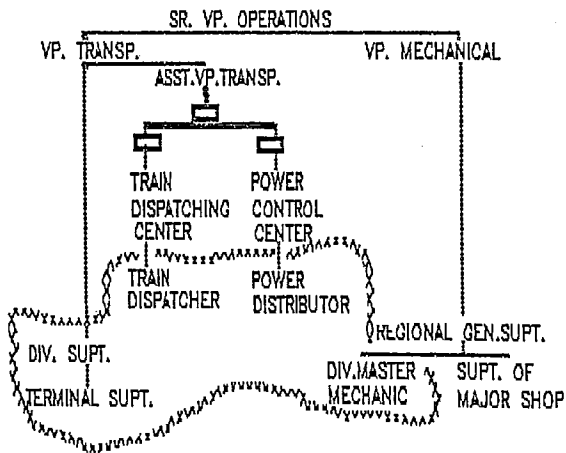 SR. VP. OPERATIONS
VP. TRANSP.
VP. MECHANICAL
ASST.VP.TRANSP.
TRAIN
DISPATCHING
CENTER
POWER
CONTROL
CENTER
TRAIN
DISPATCHER
POWER
DISTRIBUTOR
REGIONAL GEN.SUPT.
DIV. SUPT.
TERMINAL SUPT.
DIV.MASTER
MECHANIC
SUPT. OF
MAJOR SHOP